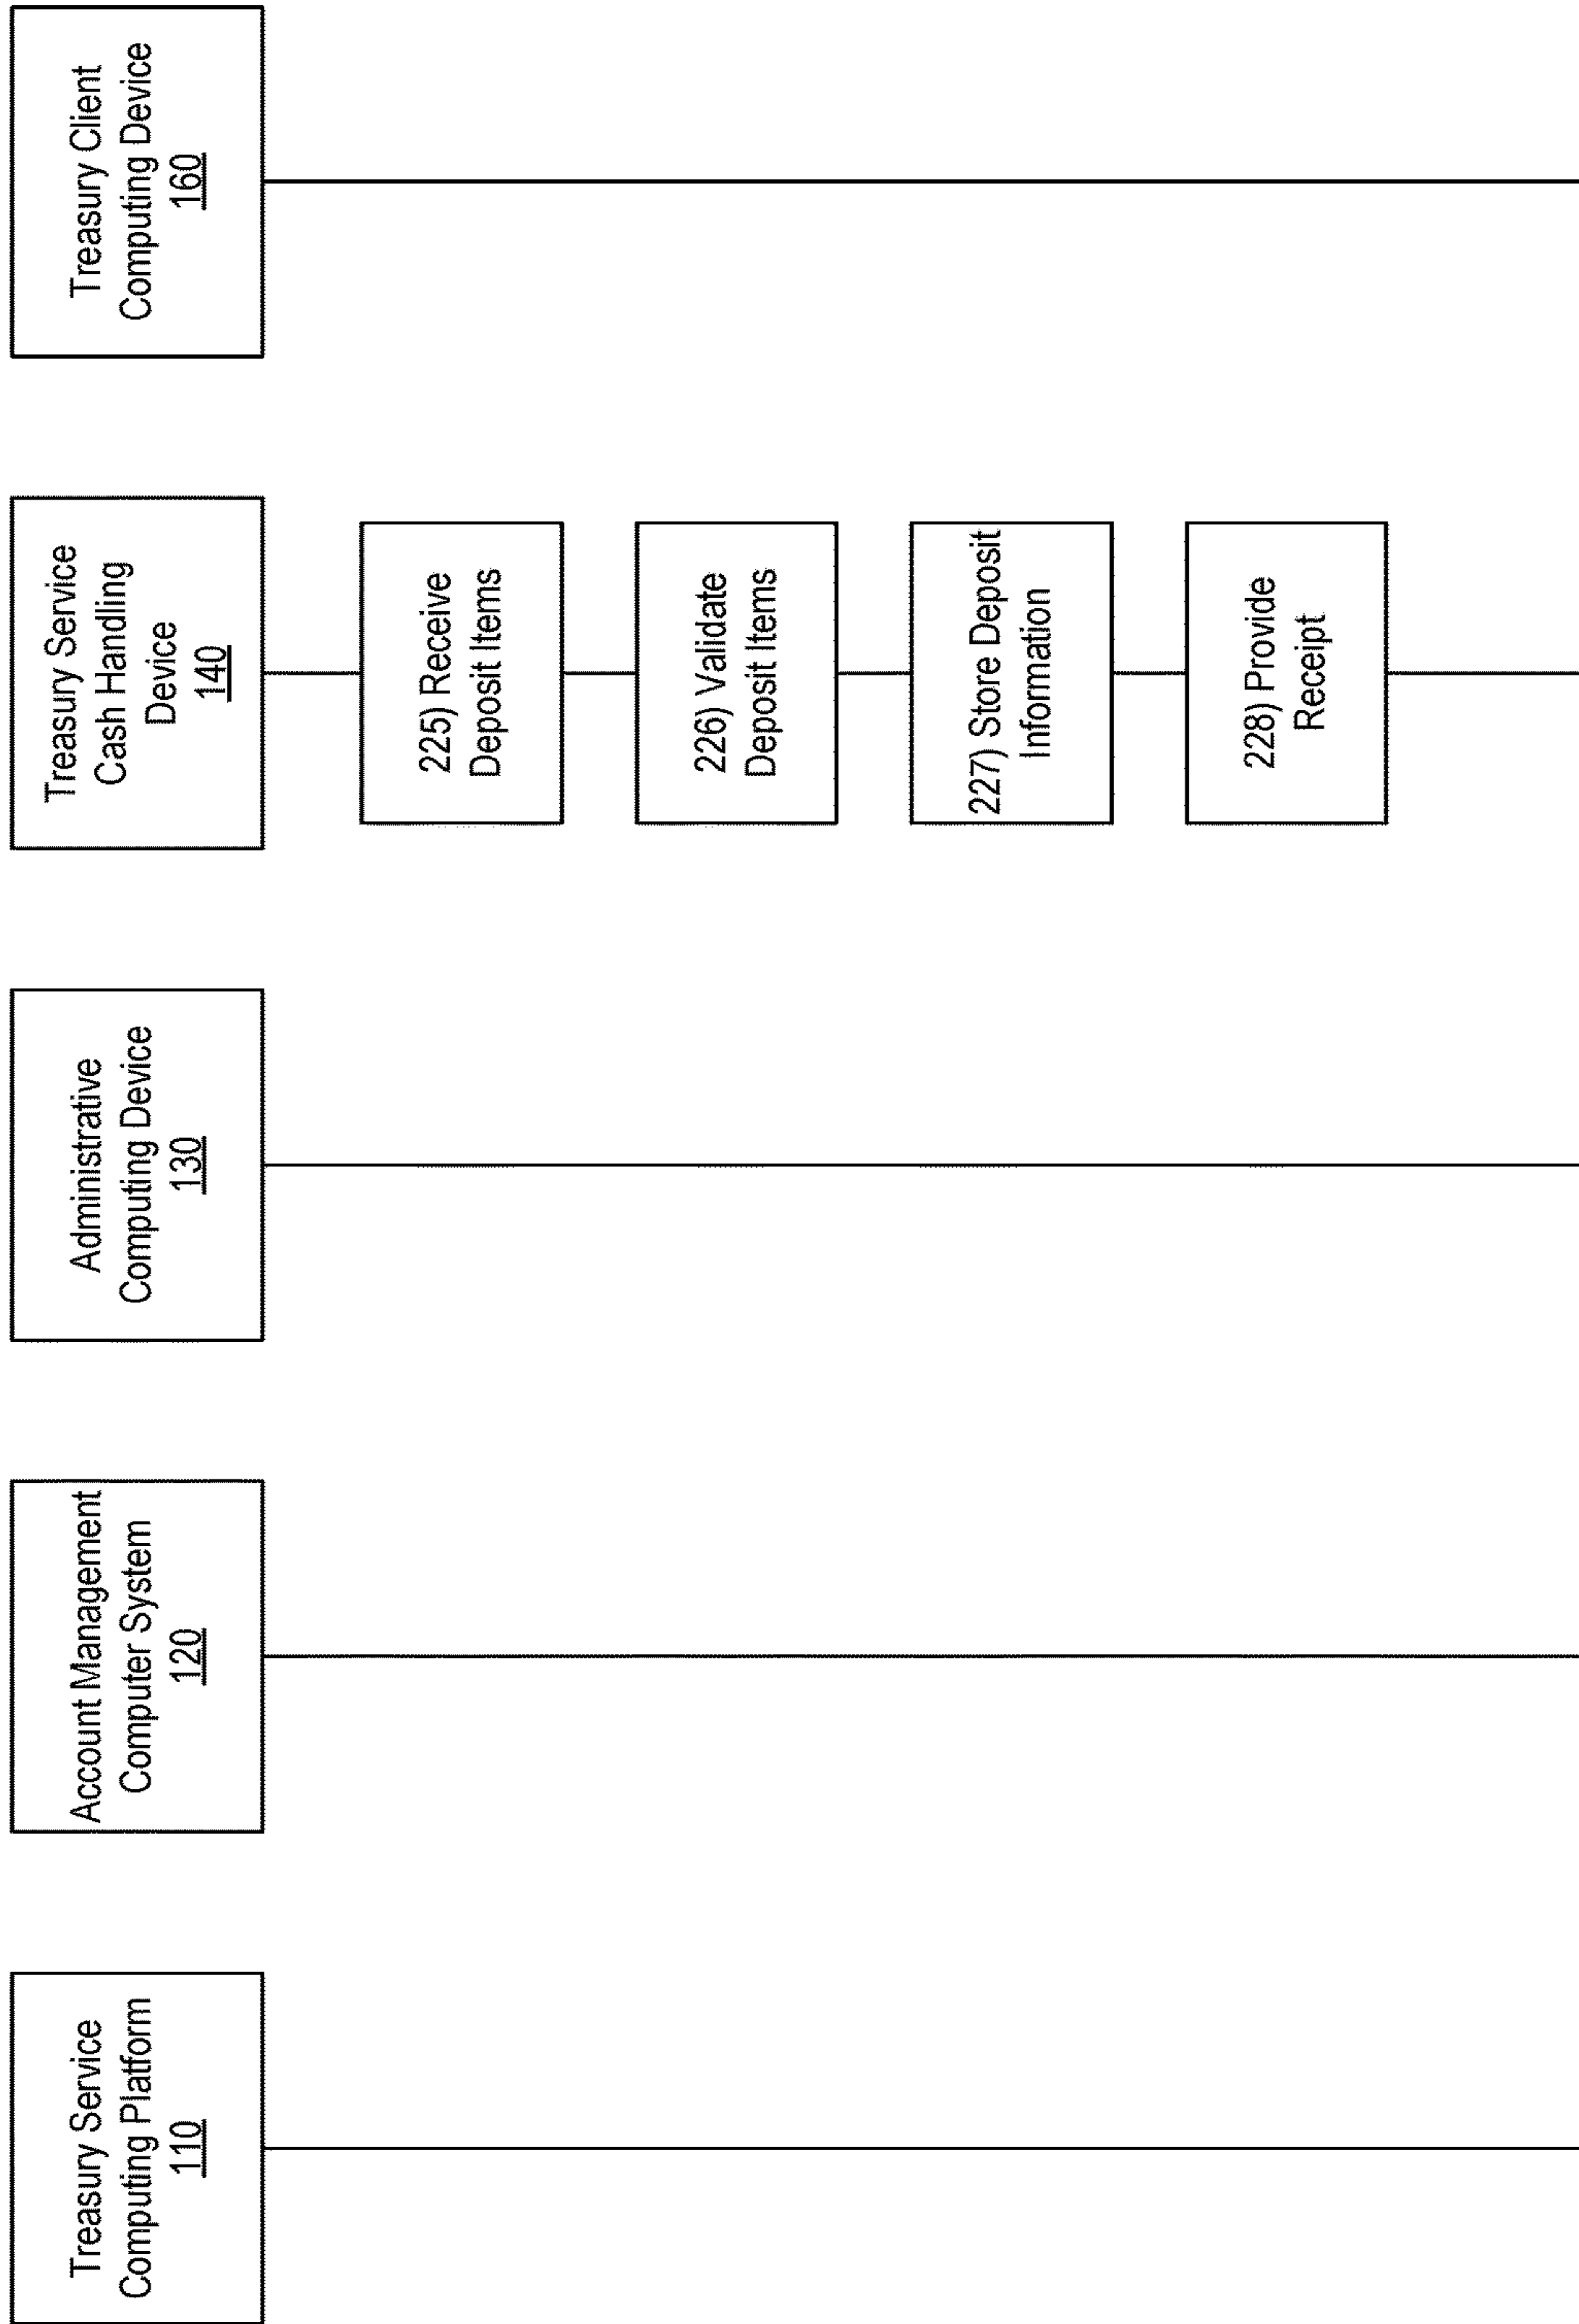 Treasury Service
Computing Platform
110
Account Management
Computer System
120
Administrative
Computing Device
130
Treasury Service
Cash Handling
Device
140
Treasury Client
Computing Device
160
225) Receive
Deposit Items
226) Validate
Deposit Items
227) Store Deposit
Information
228) Provide
Receipt